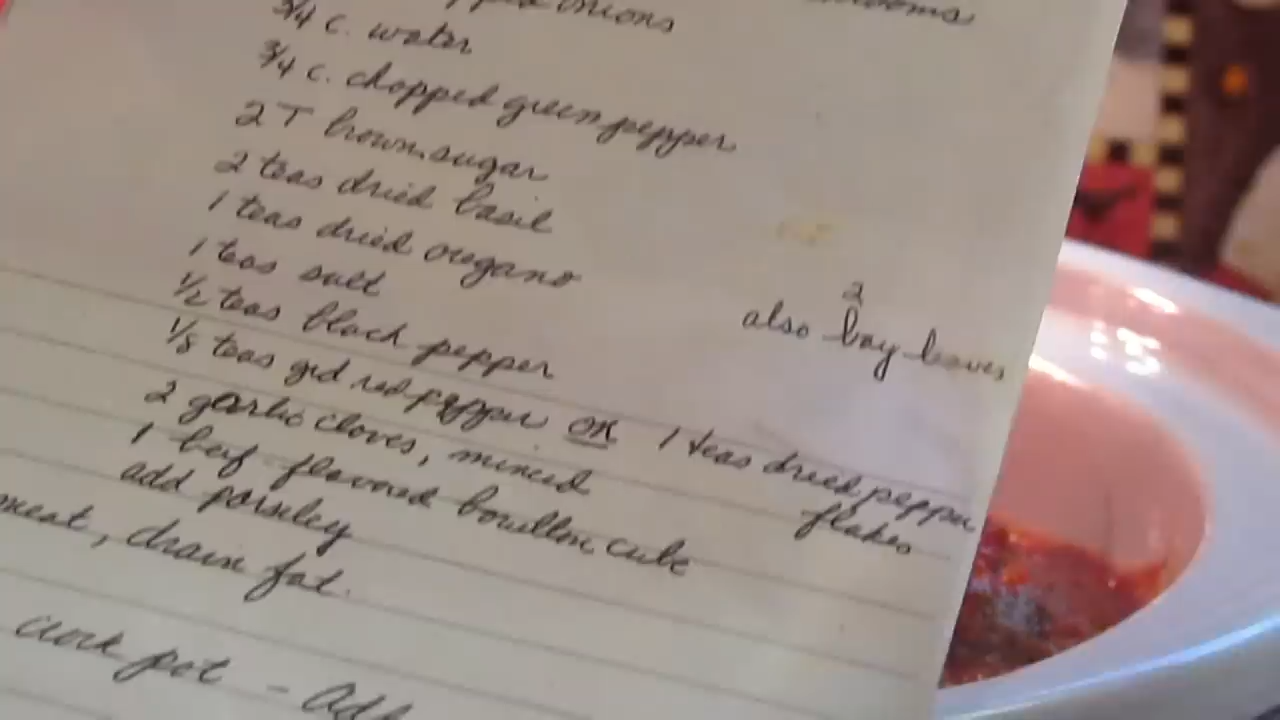 onions
3/4 c. water
3/4 c. chopped green pepper
2 T brown sugar
2 teas dried basil
1 teas dried oregano
1 teas salt
1/2 teas black pepper
2
also bay leaves
1/8 teas grd red pepper OR 1 teas dried pepper flakes
2 garlic cloves, minced
1 beef flavored bouillon cube
add parsley
meat, drain fat.
crock pot - Add